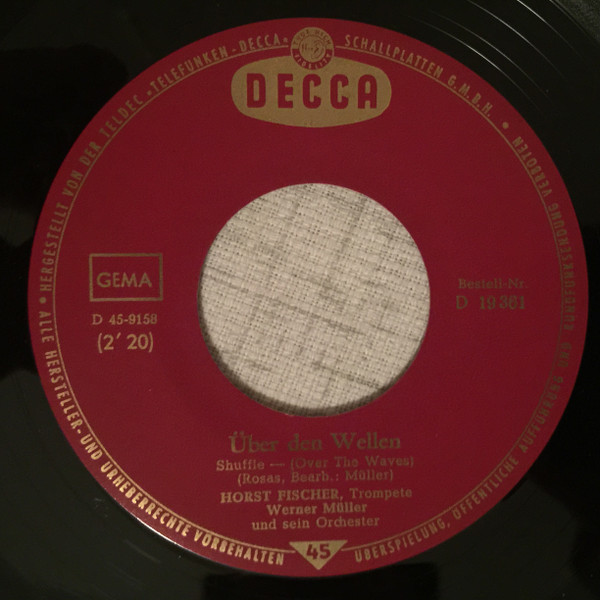 ALLE HERSTELLER-UND URHEBERRECHTE VORBEHALTEN
• HERGESTELLT VON DER TELDEC •TELEFUNKEN-DECCA• SCHALLPLATTEN G.M.B.H. •
ÜBERSPIELUNG, ÖFFENTLICHE AUFFÜHRUNG UND RUNDFUNKSENDUNG VERBOTEN
DECCA
GEMA
D 45-9158
(2′ 20)
Bestell-Nr.
D 19 361
Über den Wellen
Shuffle — (Over The Waves)
(Rosas, Bearb.: Müller)
HORST FISCHER, Trompete
Werner Müller
und sein Orchester
45